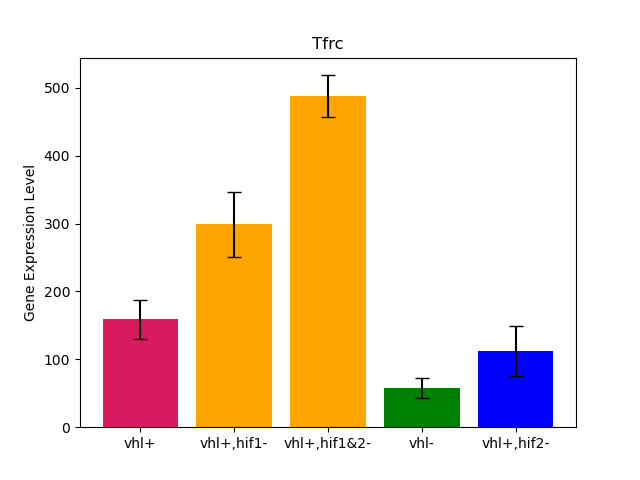 Tfrc
Gene Expression Level
500
400
300
200
100
0
vhl+ vhl+,hif1- vhl+,hif1&2- vhl- vhl+,hif2-